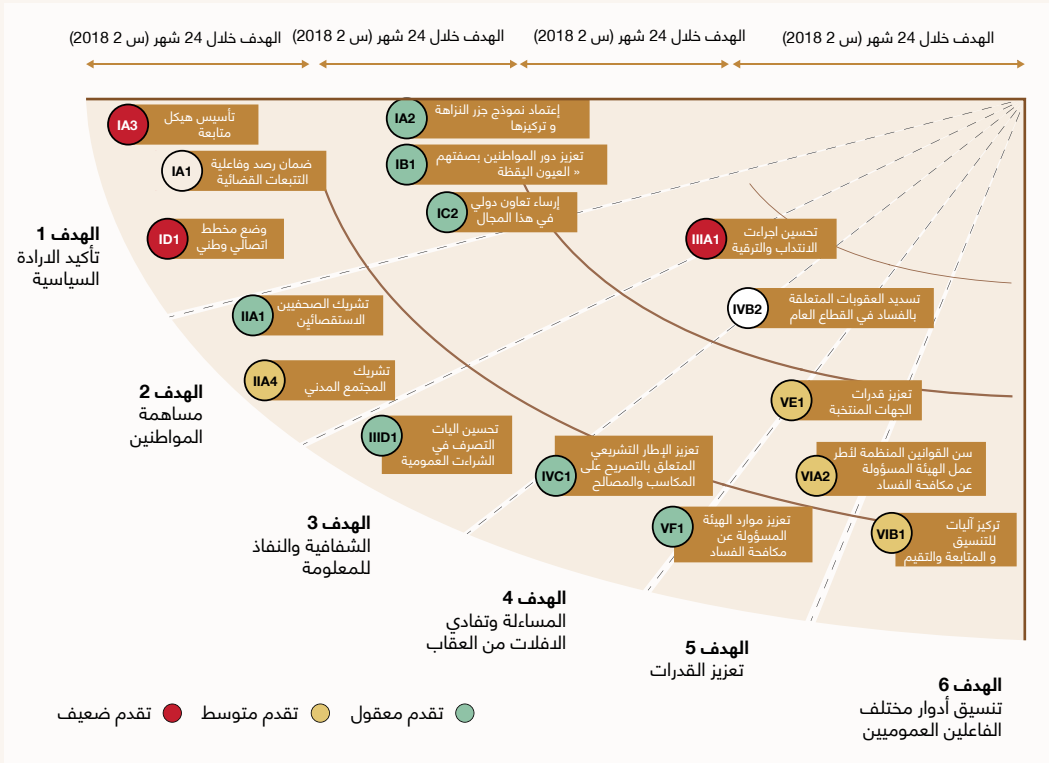 الهدف خلال 24 شهر (س 2 2018)
الهدف خلال 24 شهر (س 2 2018)
الهدف خلال 24 شهر (س 2 2018)
الهدف خلال 24 شهر (س 2 2018)
IA3
تأسيس هيكل
متابعة
IA1
ضمان رصد وفاعلية
التتبعات القضائية
ID1
وضع مخطط
اتصالي وطني
IA2
إعتماد نموذج جزر النزاهة
و تركيزها
IB1
تعزيز دور المواطنين بصفتهم
« العيون اليقظة
IC2
إرساء تعاون دولي
في هذا المجال
IIA1
تشريك الصحفيين
الاستقصائين
IIA4
تشريك
المجتمع المدني
IIIA1
تحسين اجراءت
الانتداب والترقية
IIID1
تحسين اليات
التصرف في
الشراءت العمومية
IVB2
تسديد العقوبات المتعلقة
بالفساد في القطاع العام
IVC1
تعزيز الإطار التشريعي
المتعلق بالتصريح على
المكاسب والمصالح
VE1
تعزيز قدرات
الجهات المنتخبة
VF1
تعزيز موارد الهيئة
المسؤولة عن
مكافحة الفساد
VIA2
سن القوانين المنظمة لأطر
عمل الهيئة المسؤولة
عن مكافحة الفساد
VIB1
تركيز آليات
للتنسيق
و المتابعة والتقيم
الهدف 1
تأكيد الارادة
السياسية
الهدف 2
مساهمة
المواطنين
الهدف 3
الشفافية والنفاذ
للمعلومة
الهدف 4
المساءلة وتفادي
الافلات من العقاب
الهدف 5
تعزيز القدرات
الهدف 6
تنسيق أدوار مختلف
الفاعلين العموميين
تقدم معقول
تقدم متوسط
تقدم ضعيف